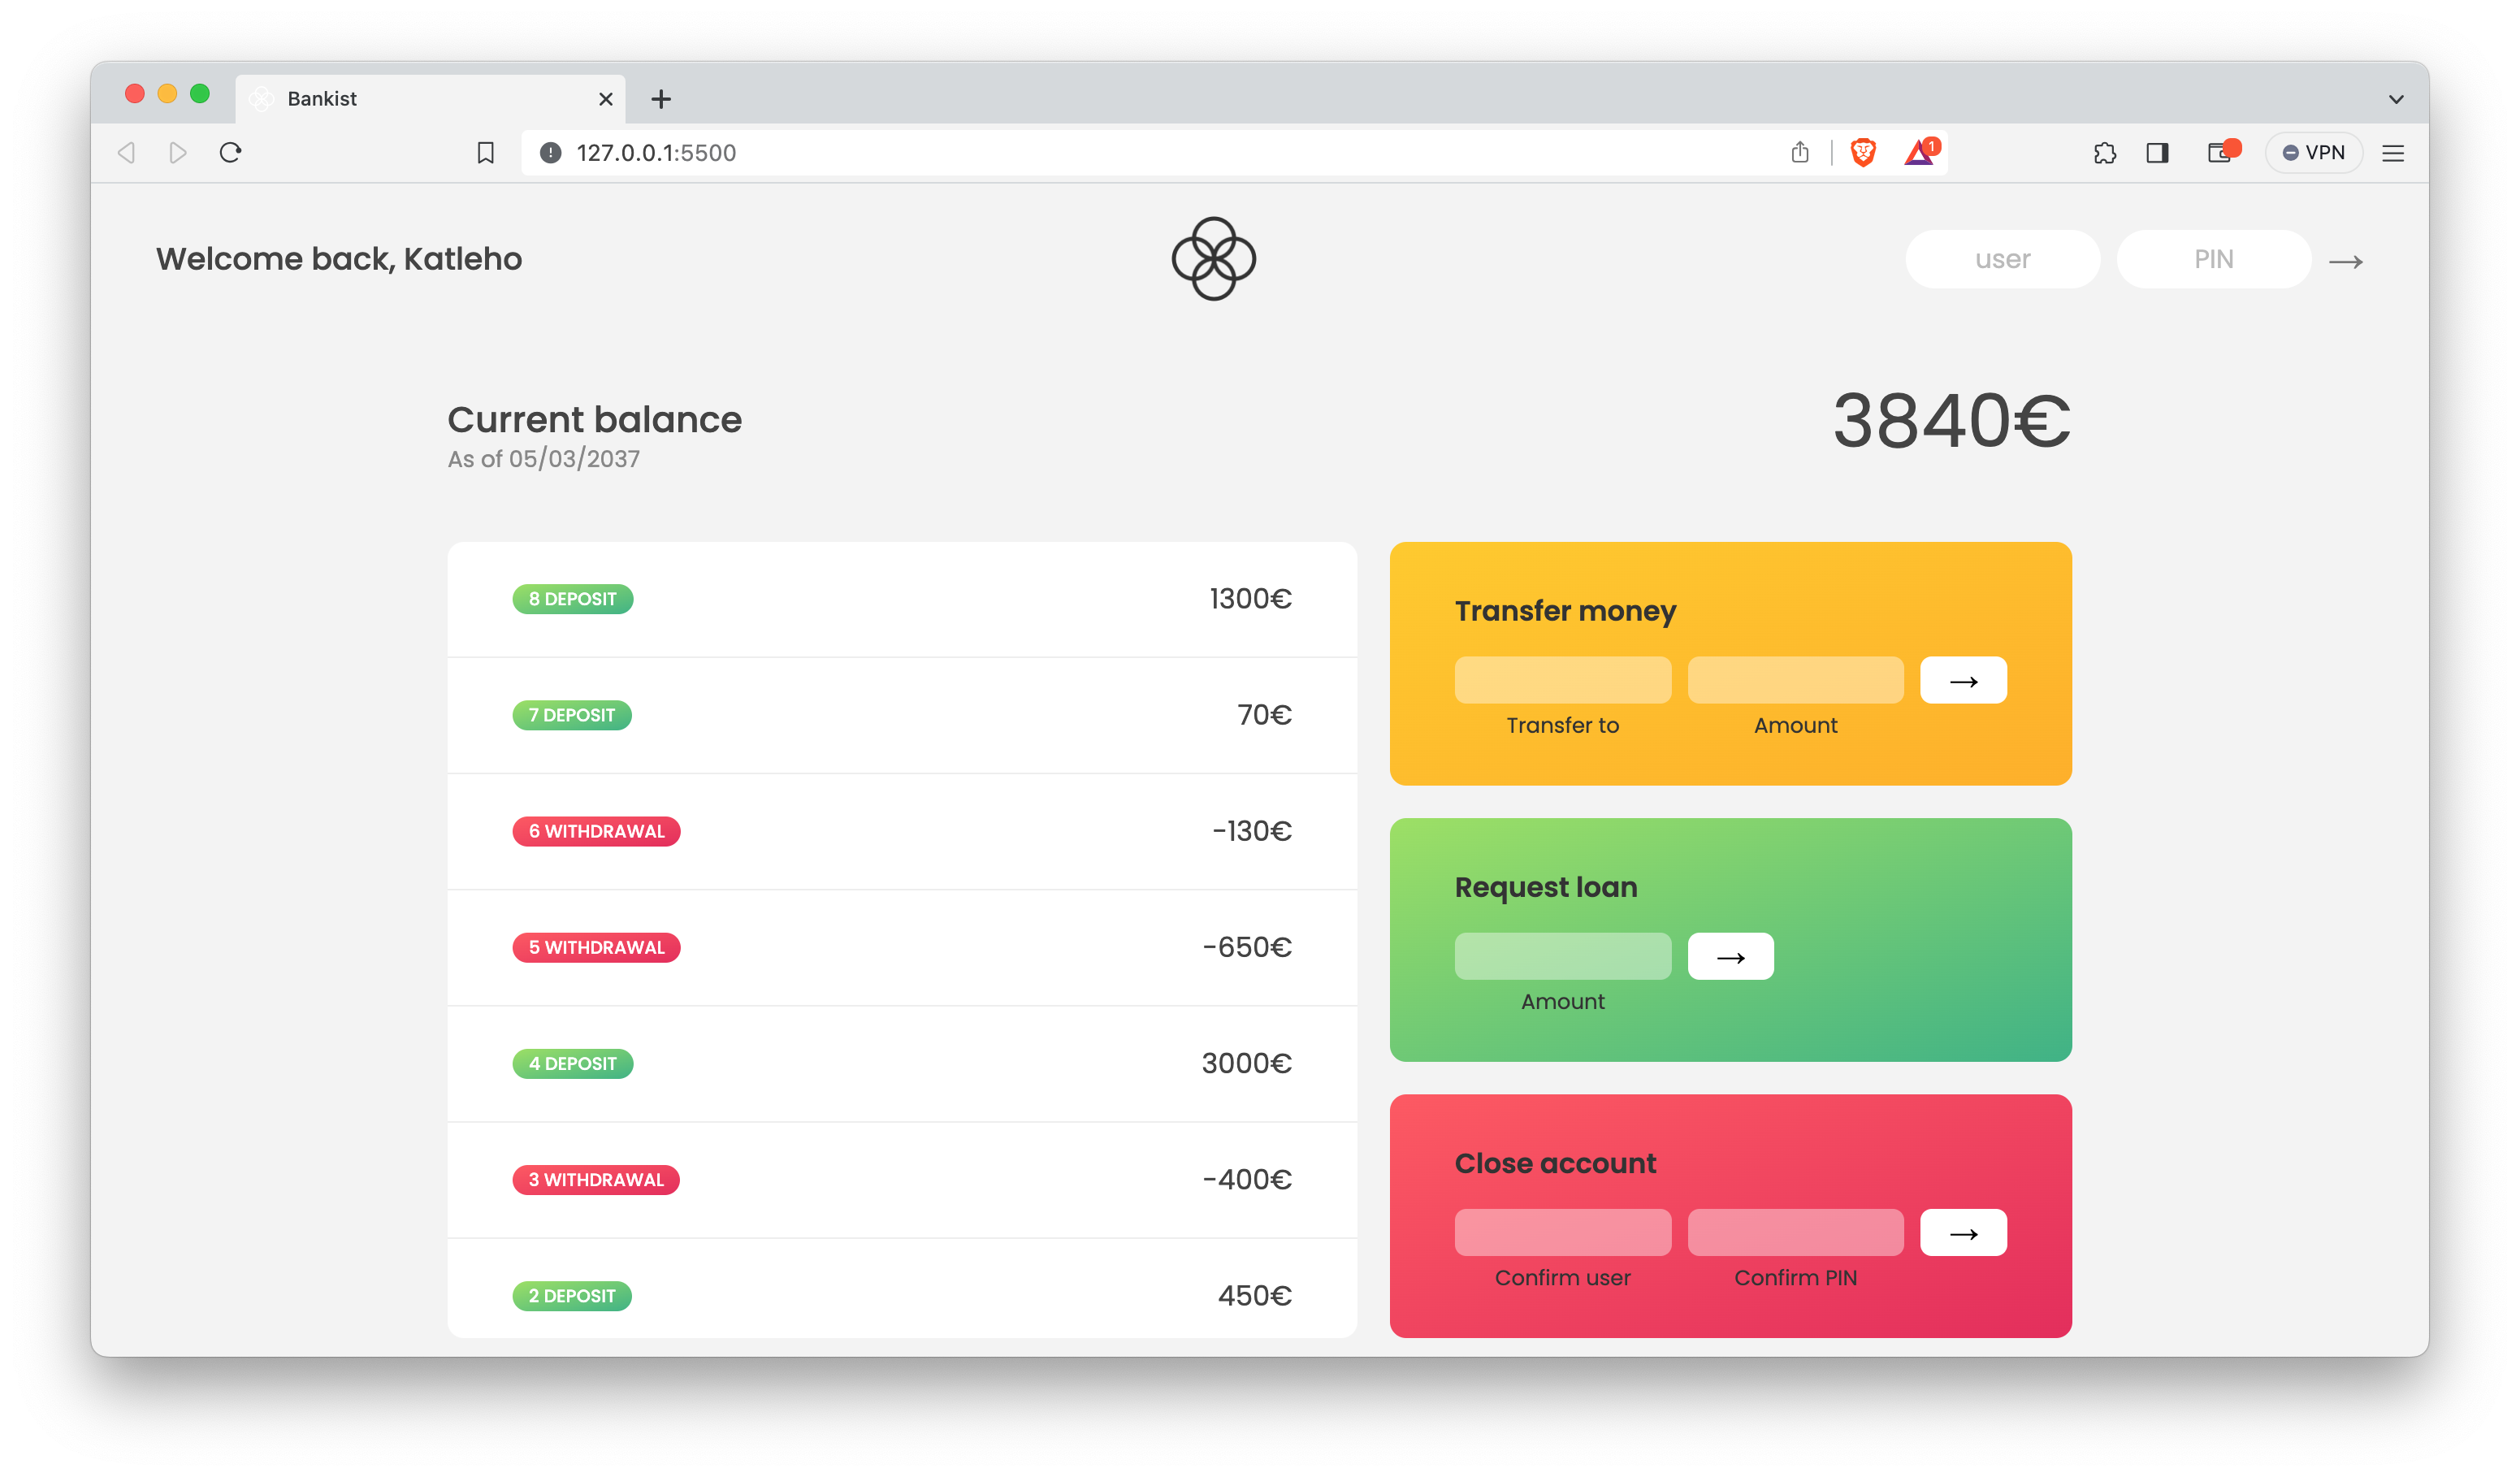 Bankist
127.0.0.1:5500
1
VPN
Welcome back, Katleho
user
PIN
→
Current balance
As of 05/03/2037
3840€
8 DEPOSIT 1300€
7 DEPOSIT 70€
6 WITHDRAWAL -130€
5 WITHDRAWAL -650€
4 DEPOSIT 3000€
3 WITHDRAWAL -400€
2 DEPOSIT 450€
Transfer money
→
Transfer to Amount
Request loan
→
Amount
Close account
→
Confirm user Confirm PIN